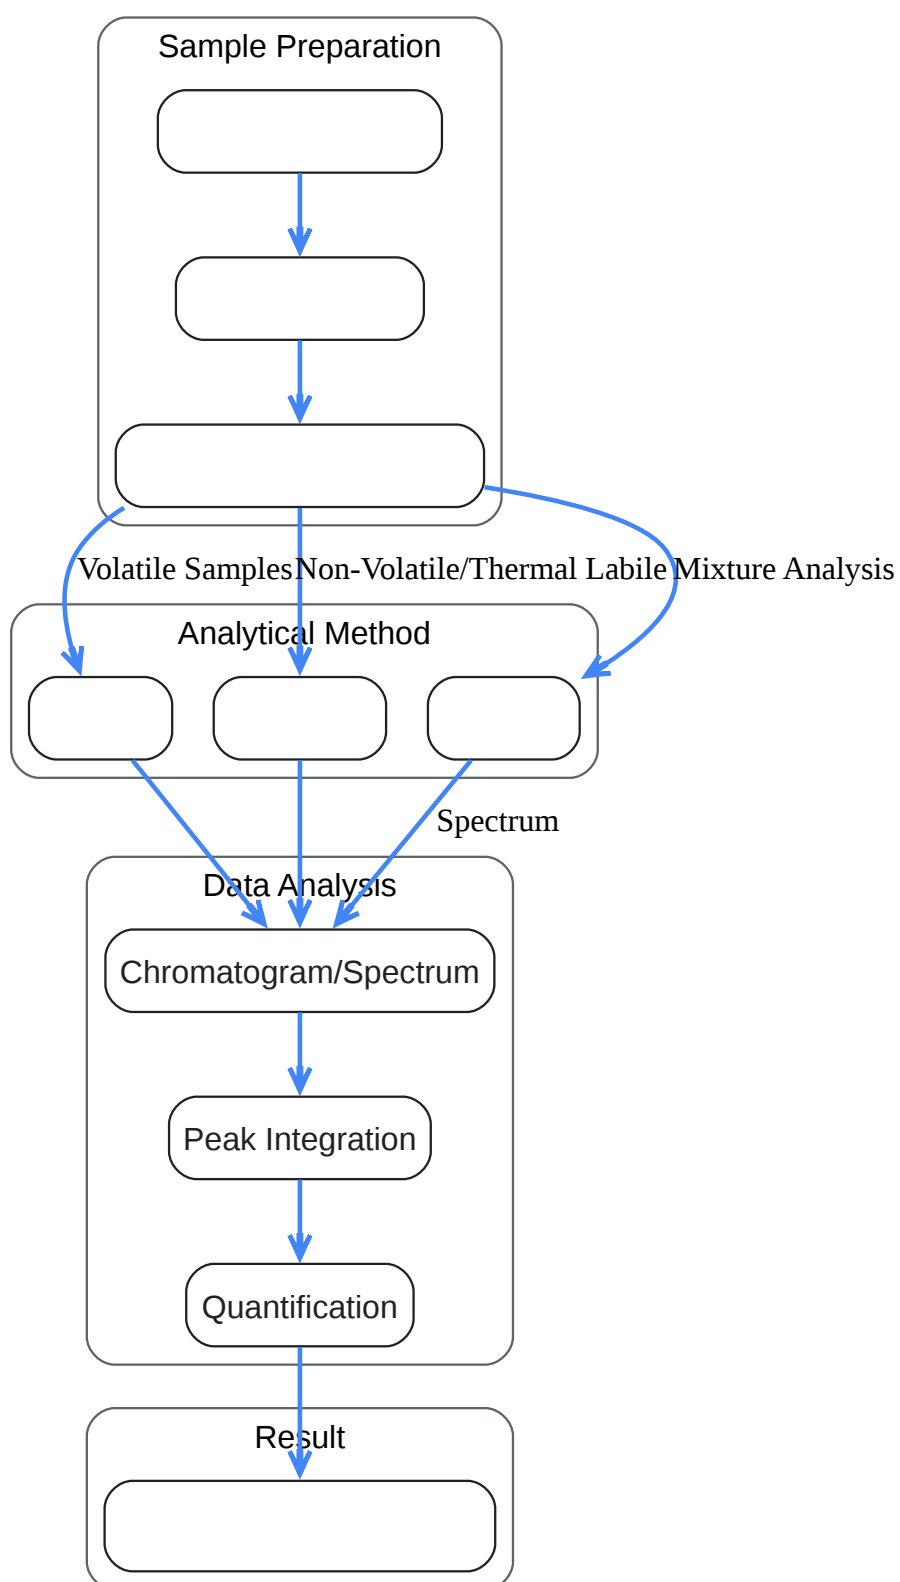 Sample Preparation
Volatile Samples
Non-Volatile/Thermal Labile
Mixture Analysis
Analytical Method
Spectrum
Data Analysis
Chromatogram/Spectrum
Peak Integration
Quantification
Result